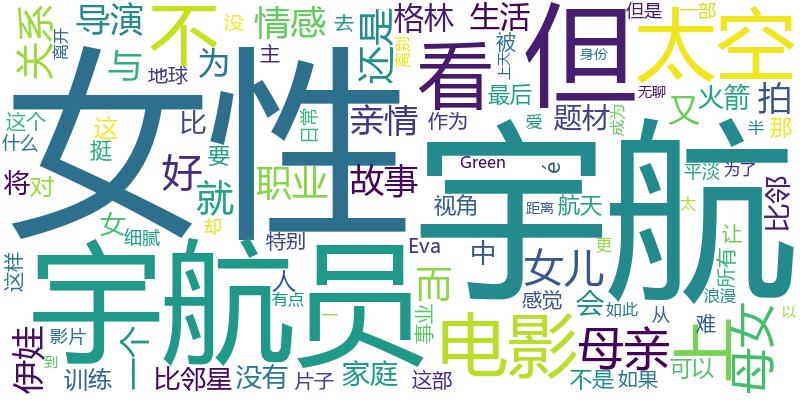 关系
离开
导演
不
没
情感
去
还是
离别
格林
生活
上天
被
但
但是
身份
一部
太空
与
为
地球
主
看
最后
爱
无聊
成为
题材
火箭
又
半
拍
那
这个
什么
女性
这
比
挺
要
日常
亲情
作为
将
对
好
就
职业
故事
Green
é
宇航
平淡
为了
太
比邻
女
细腻
却
视角
距离
航天
更
所有
让
这样
宇航员
特别
人
有点
Eva
而
中
女儿
感觉
会
如此
从
难
浪漫
母女
以
伊娃
影片
到
训练
一个
比邻星
没有
片子
一
家庭
事业
这部
电影
母亲
不是
如果
上
可以